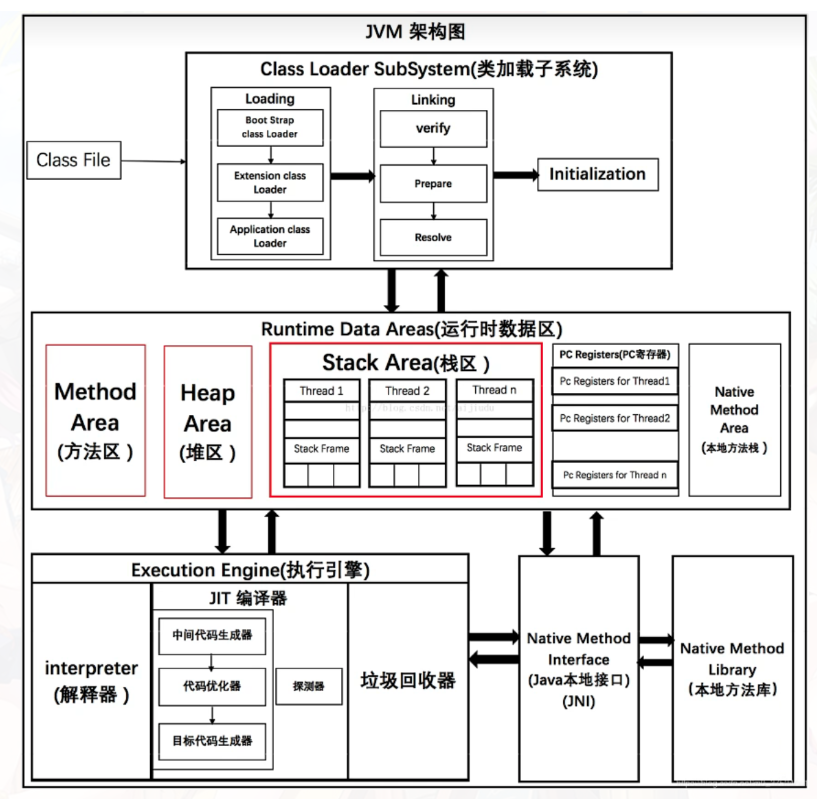 JVM 架构图
Class Loader SubSystem(类加载子系统)
Class File
Loading
Boot Strap
class Loader
Extension class
Loader
Application class
Loader
Linking
verify
Prepare
Resolve
Initialization
Runtime Data Areas(运行时数据区)
Method
Area
(方法区)
Heap
Area
(堆区)
Stack Area(栈区)
Thread 1
Stack Frame
Thread 2
Stack Frame
Thread n
Stack Frame
PC Registers(PC寄存器)
Pc Registers for Thread1
Pc Registers for Thread2
Pc Registers for Thread n
Native
Method
Area
(本地方法栈)
Execution Engine(执行引擎)
interpreter
(解释器)
JIT 编译器
中间代码生成器
代码优化器
目标代码生成器
探测器
垃圾回收器
Native Method
Interface
(Java本地接口)
(JNI)
Native Method
Library
(本地方法库)